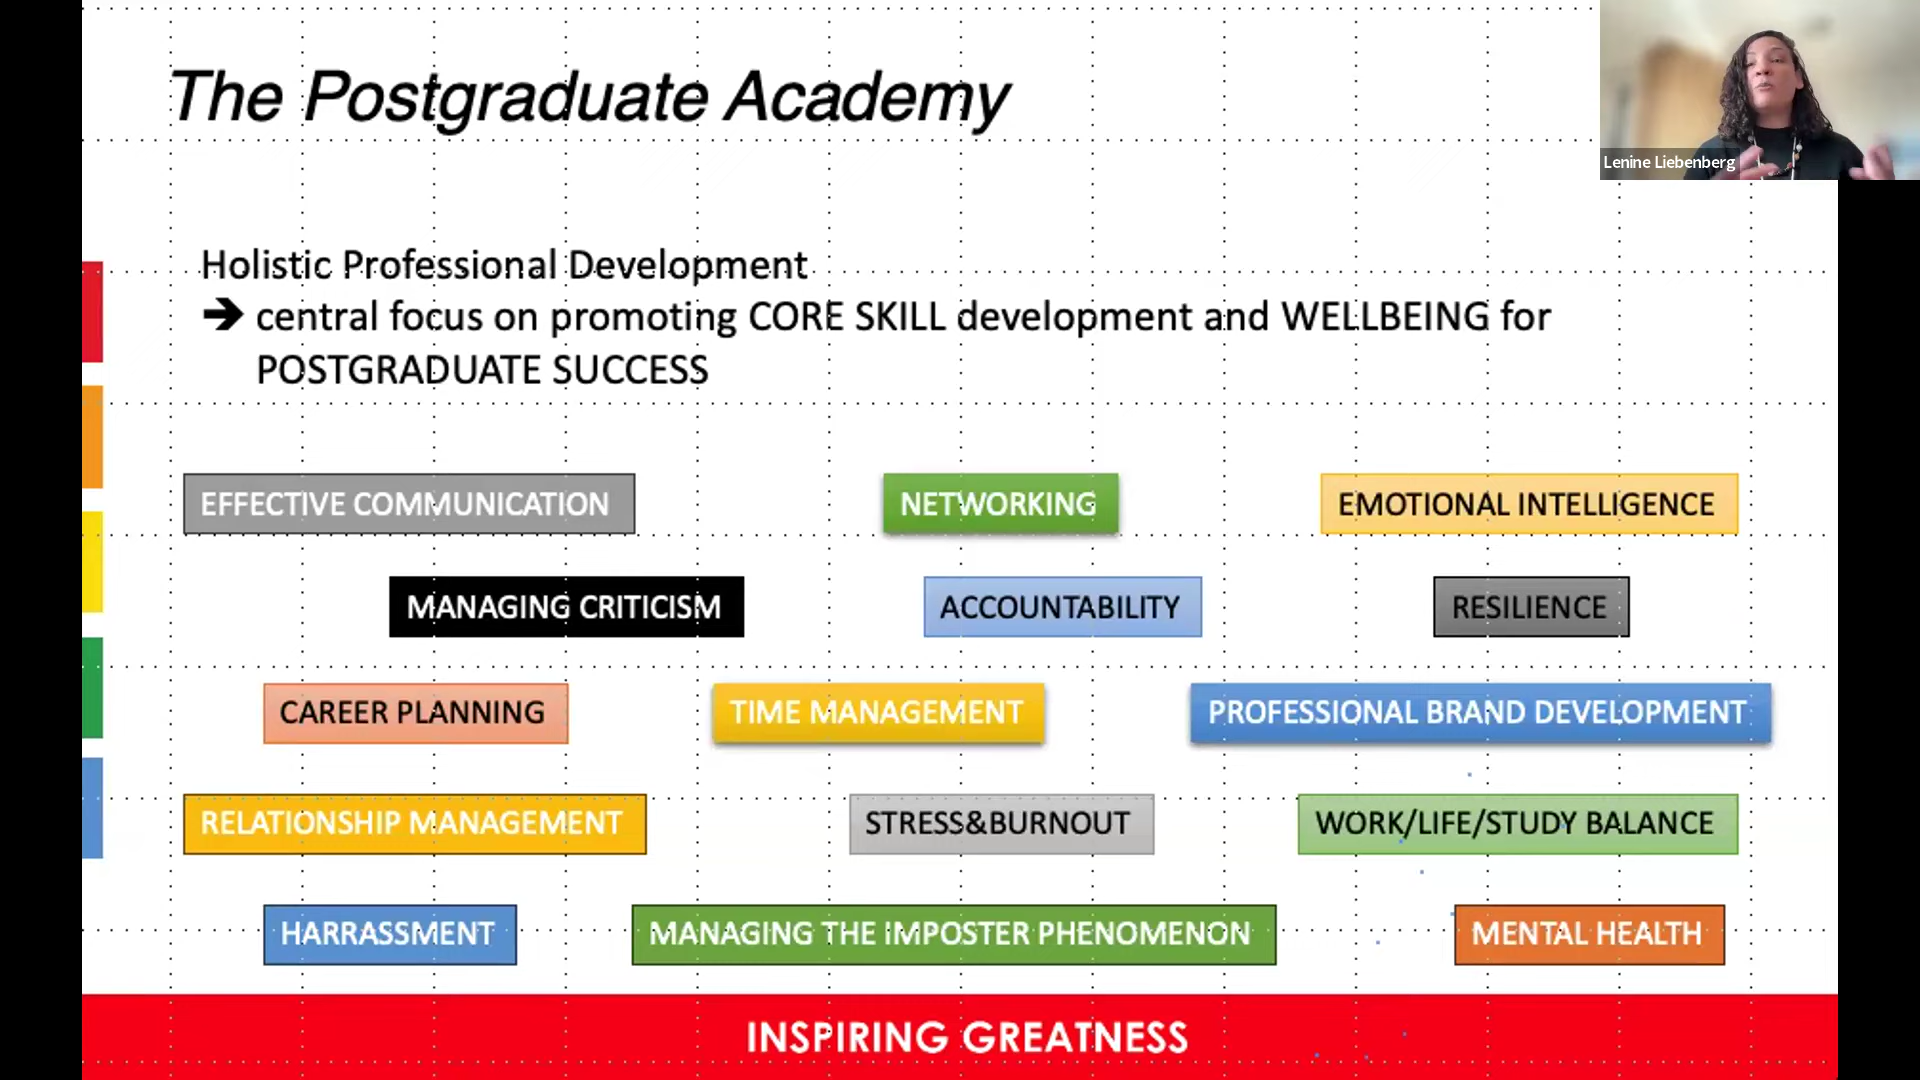 The Postgraduate Academy
Lenine Liebenberg
Holistic Professional Development
➔ central focus on promoting CORE SKILL development and WELLBEING for
POSTGRADUATE SUCCESS
EFFECTIVE COMMUNICATION
NETWORKING
EMOTIONAL INTELLIGENCE
MANAGING CRITICISM
ACCOUNTABILITY
RESILIENCE
CAREER PLANNING
TIME MANAGEMENT
PROFESSIONAL BRAND DEVELOPMENT
RELATIONSHIP MANAGEMENT
STRESS&BURNOUT
WORK/LIFE/STUDY BALANCE
HARRASSMENT
MANAGING THE IMPOSTER PHENOMENON
MENTAL HEALTH
INSPIRING GREATNESS